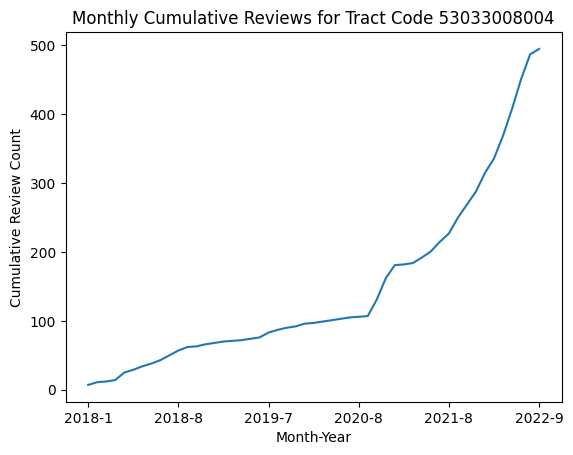 Monthly Cumulative Reviews for Tract Code 53033008004
500
400
300
200
100
0
Cumulative Review Count
2018-1 2018-8 2019-7 2020-8 2021-8 2022-9
Month-Year